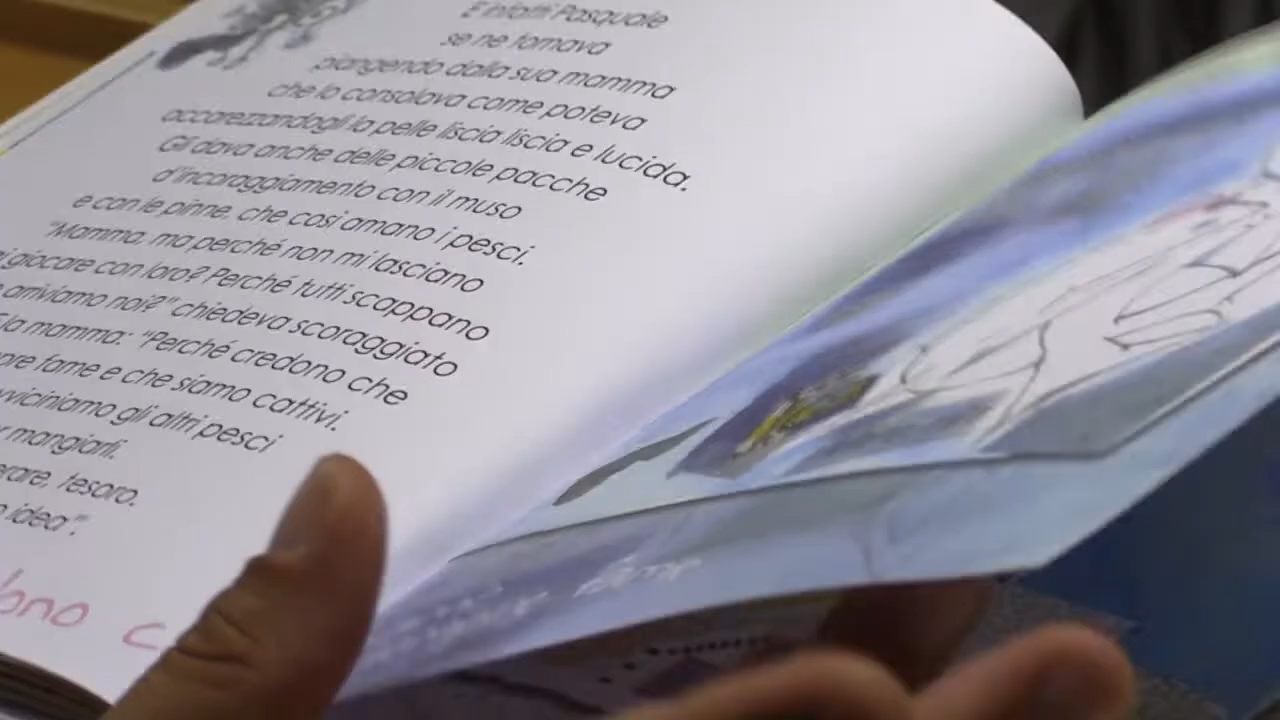 E infatti Pasquale
se ne tornava
piangendo dalla sua mamma
che lo consolava come poteva
accarezzandogli la pelle liscia liscia e lucida.
Gli dava anche delle piccole pacche
d'incoraggiamento con il muso
e con le pinne, che così amano i pesci.
"Mamma, ma perché non mi lasciano
giocare con loro? Perché tutti scappano
arriviamo noi?" chiedeva scoraggiato
la mamma: "Perché credono che
fame e che siamo cattivi.
gli altri pesci
mangiarli.
tesoro.
idea".
c